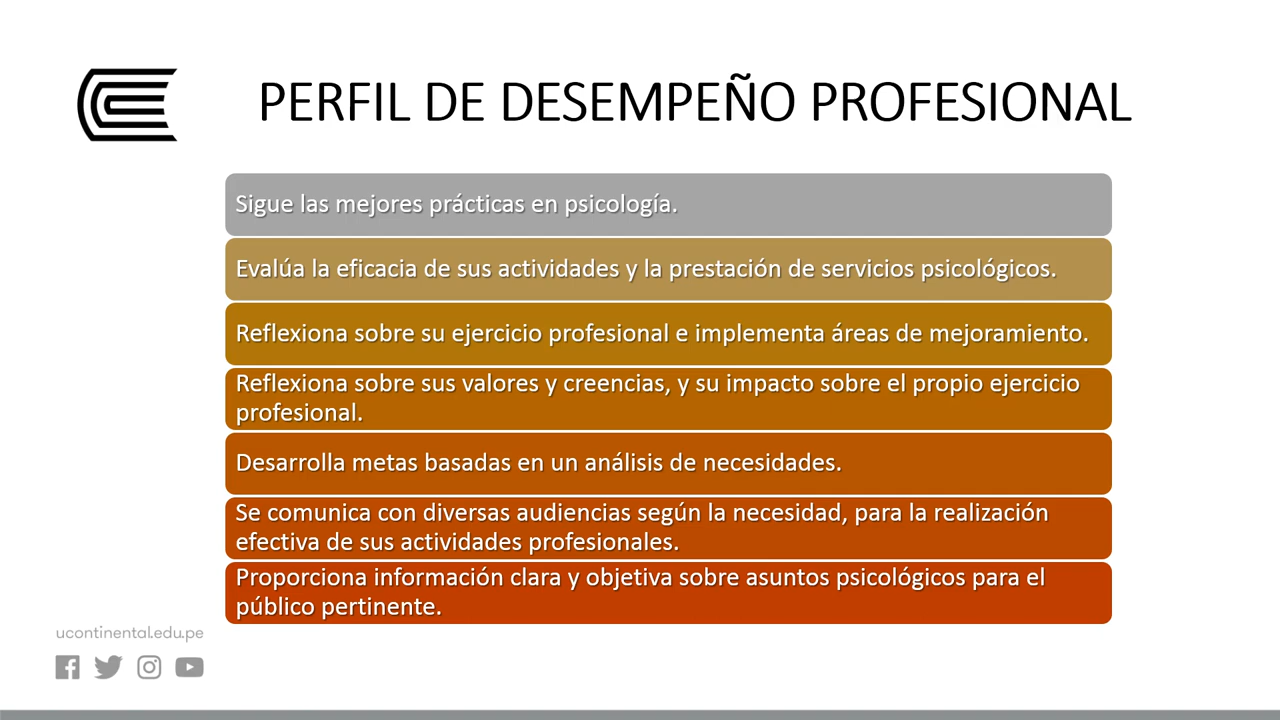 PERFIL DE DESEMPEÑO PROFESIONAL
Sigue las mejores prácticas en psicología.
Evalúa la eficacia de sus actividades y la prestación de servicios psicológicos.
Reflexiona sobre su ejercicio profesional e implementa áreas de mejoramiento.
Reflexiona sobre sus valores y creencias, y su impacto sobre el propio ejercicio
profesional.
Desarrolla metas basadas en un análisis de necesidades.
Se comunica con diversas audiencias según la necesidad, para la realización
efectiva de sus actividades profesionales.
Proporciona información clara y objetiva sobre asuntos psicológicos para el
público pertinente.
ucontinental.edu.pe